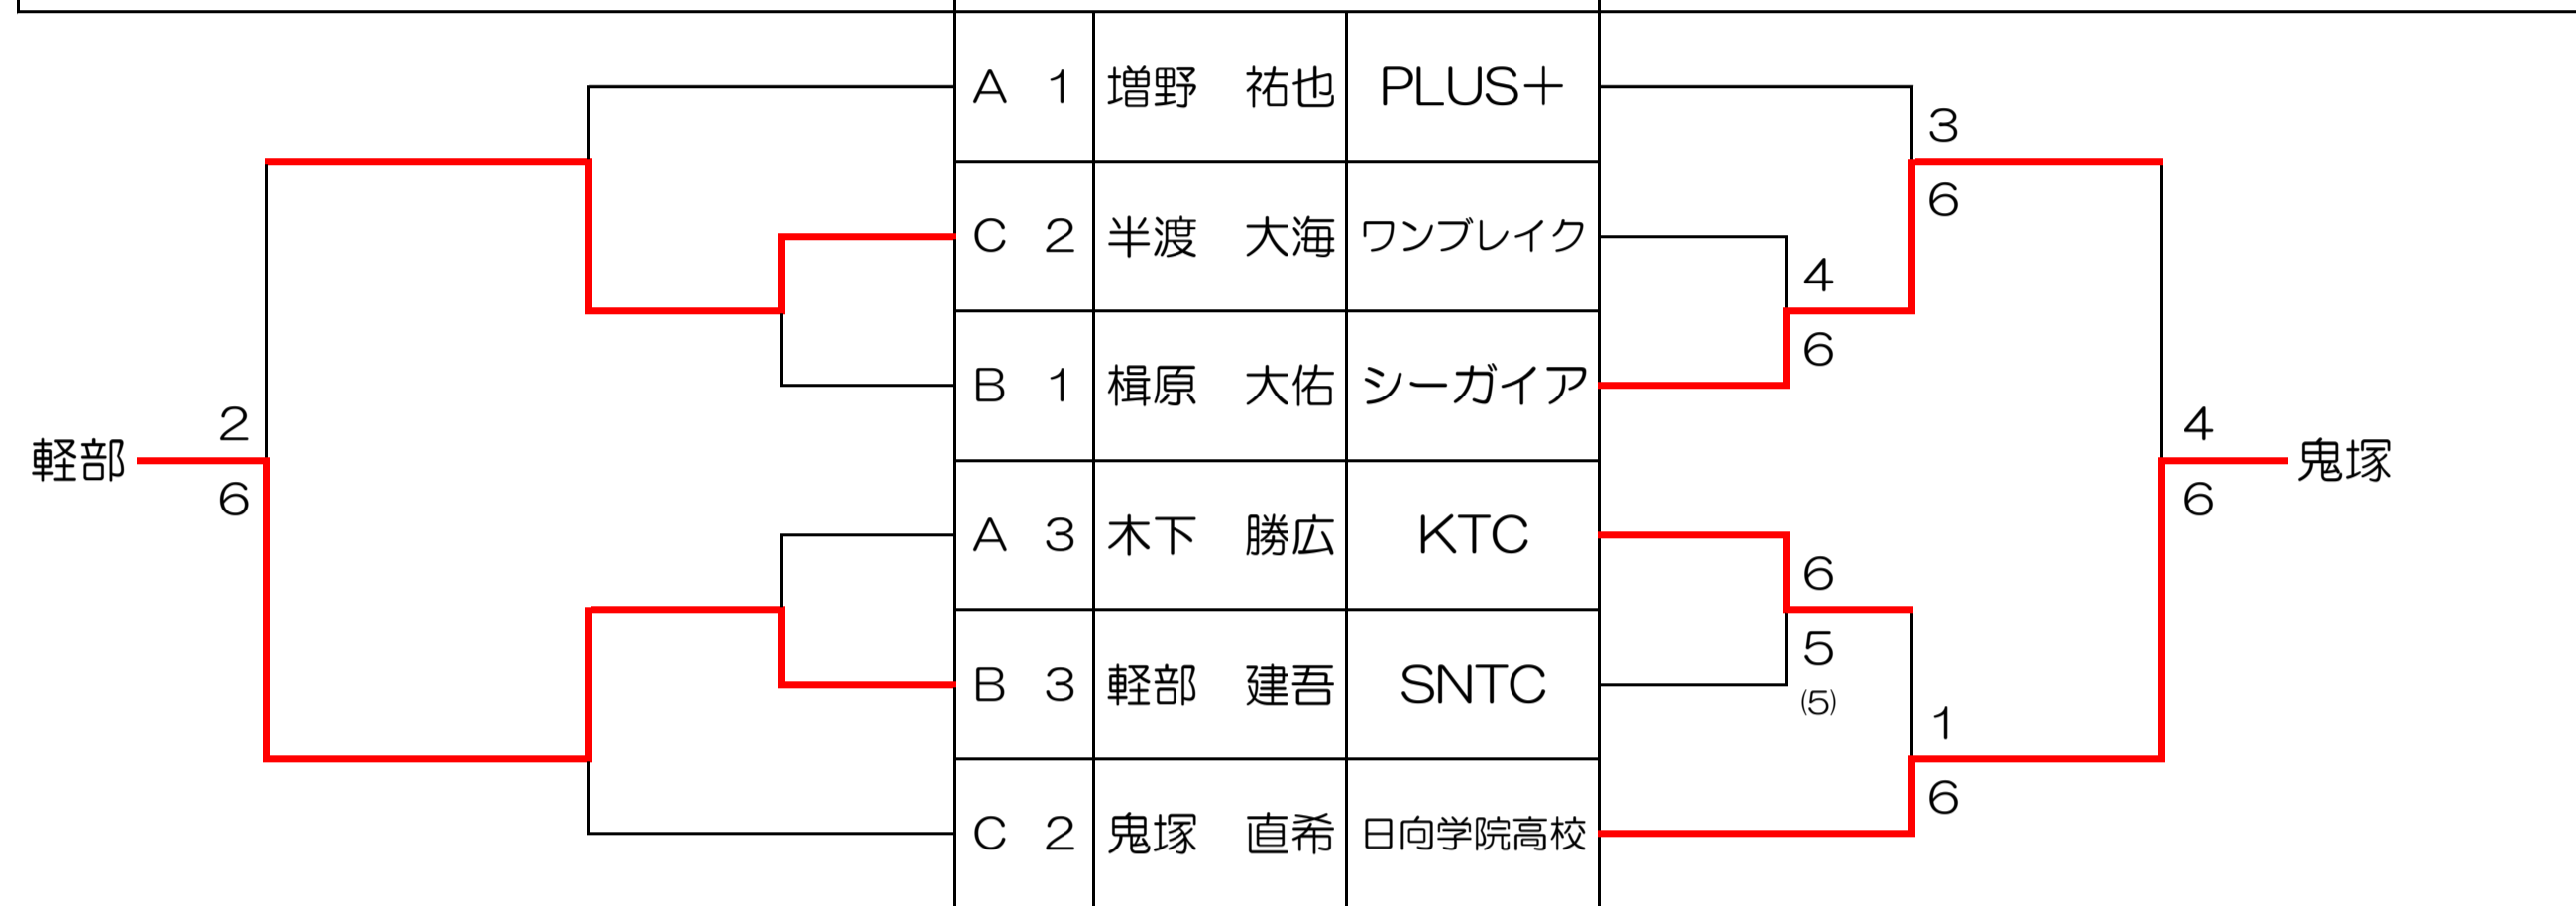 A 1 増野 祐也 PLUS+
3
6
C 2 半渡 大海 ワンブレイク
4
6
B 1 楫原 大佑 シーガイア
2
軽部
6
4
鬼塚
6
A 3 木下 勝広 KTC
6
5
(5)
B 3 軽部 建吾 SNTC
1
6
C 2 鬼塚 直希 日向学院高校